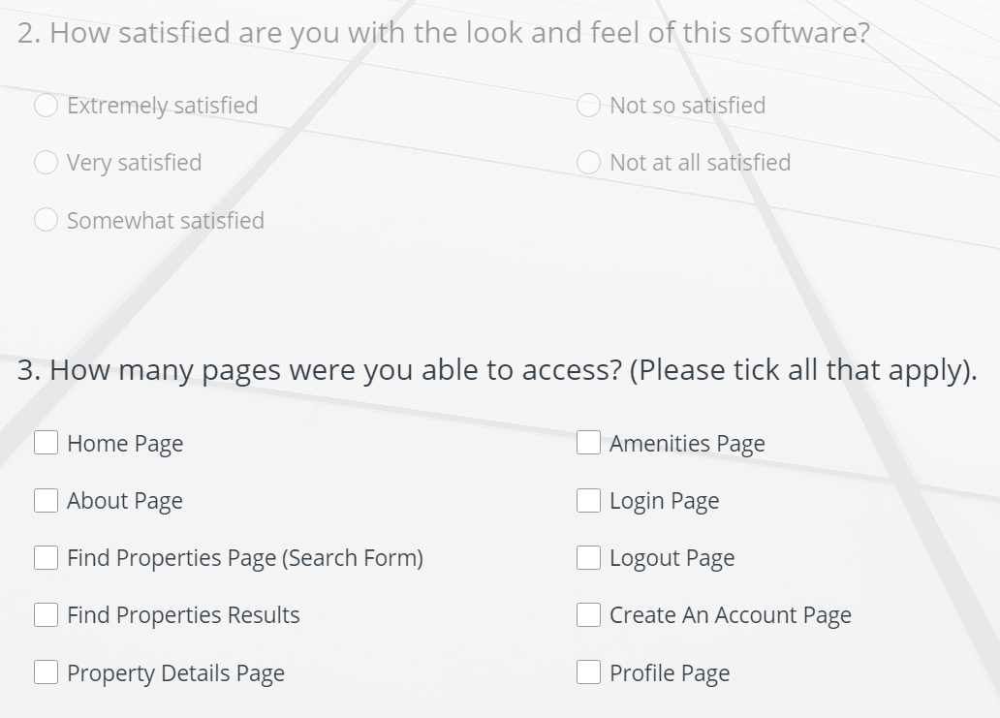 2. How satisfied are you with the look and feel of this software?
Extremely satisfied
Very satisfied
Somewhat satisfied
Not so satisfied
Not at all satisfied
3. How many pages were you able to access? (Please tick all that apply).
Home Page
About Page
Find Properties Page (Search Form)
Find Properties Results
Property Details Page
Amenities Page
Login Page
Logout Page
Create An Account Page
Profile Page